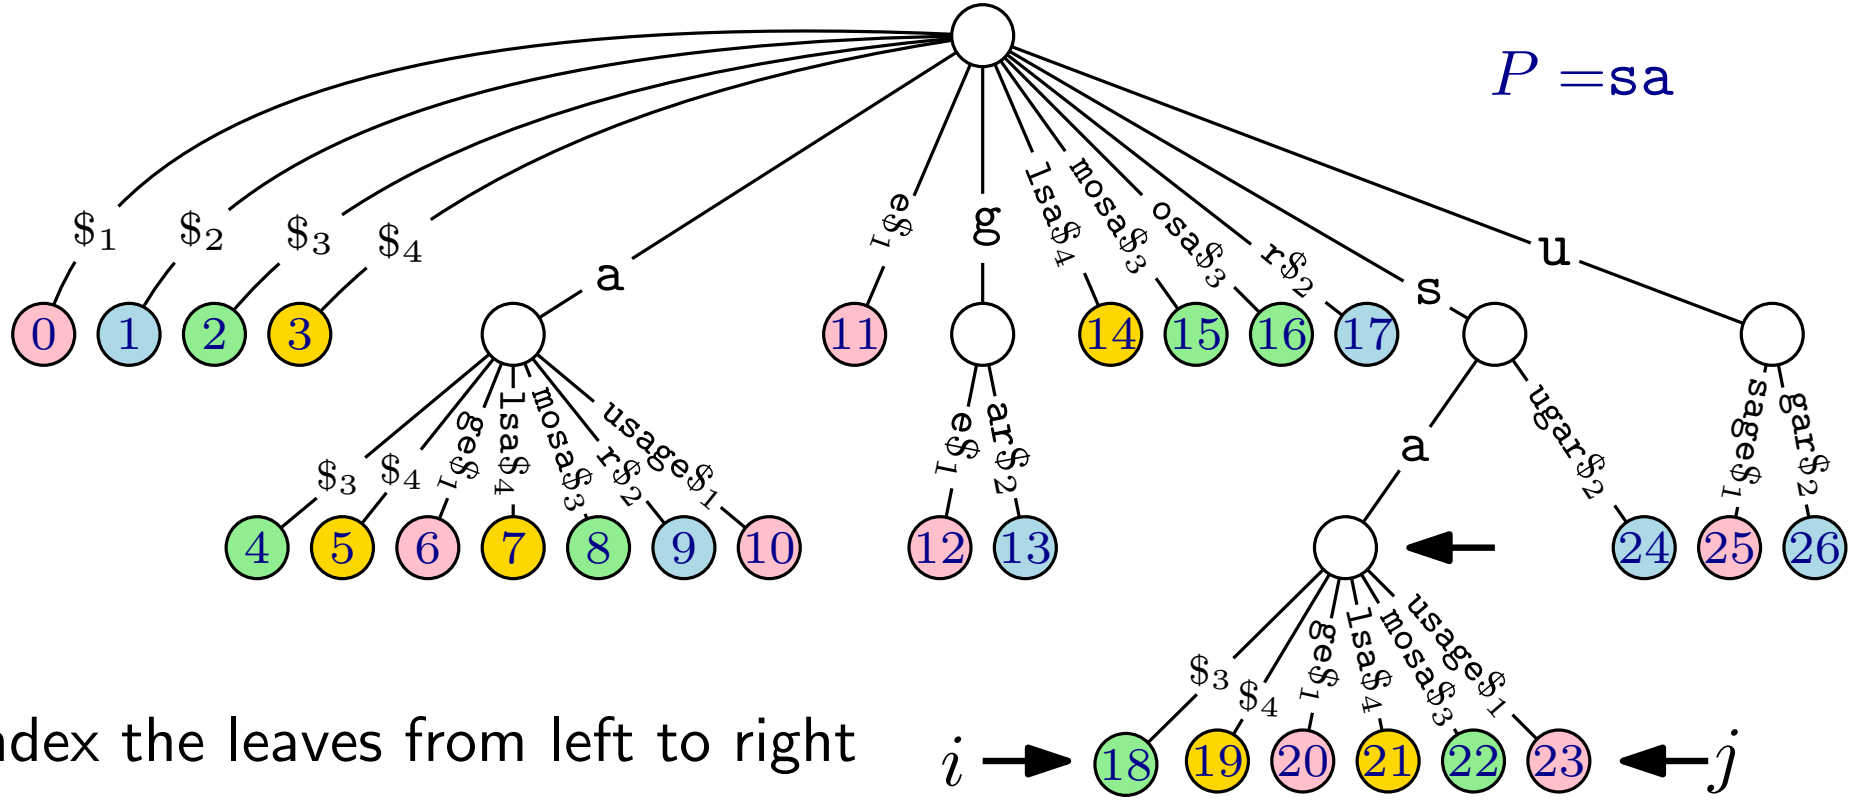 P =sa
$1 $2 $3 $4 a e$1 g lsa$4 mosa$3 osa$3 r$2 s u
0 1 2 3 11 14 15 16 17
$3 $4 ge$1 lsa$4 mosa$3 r$2 usage$1 e$1 ar$2 a ugar$2 sage$1 gar$2
4 5 6 7 8 9 10 12 13 24 25 26
$3 $4 ge$1 lsa$4 mosa$3 usage$1
ndex the leaves from left to right i 18 19 20 21 22 23 j